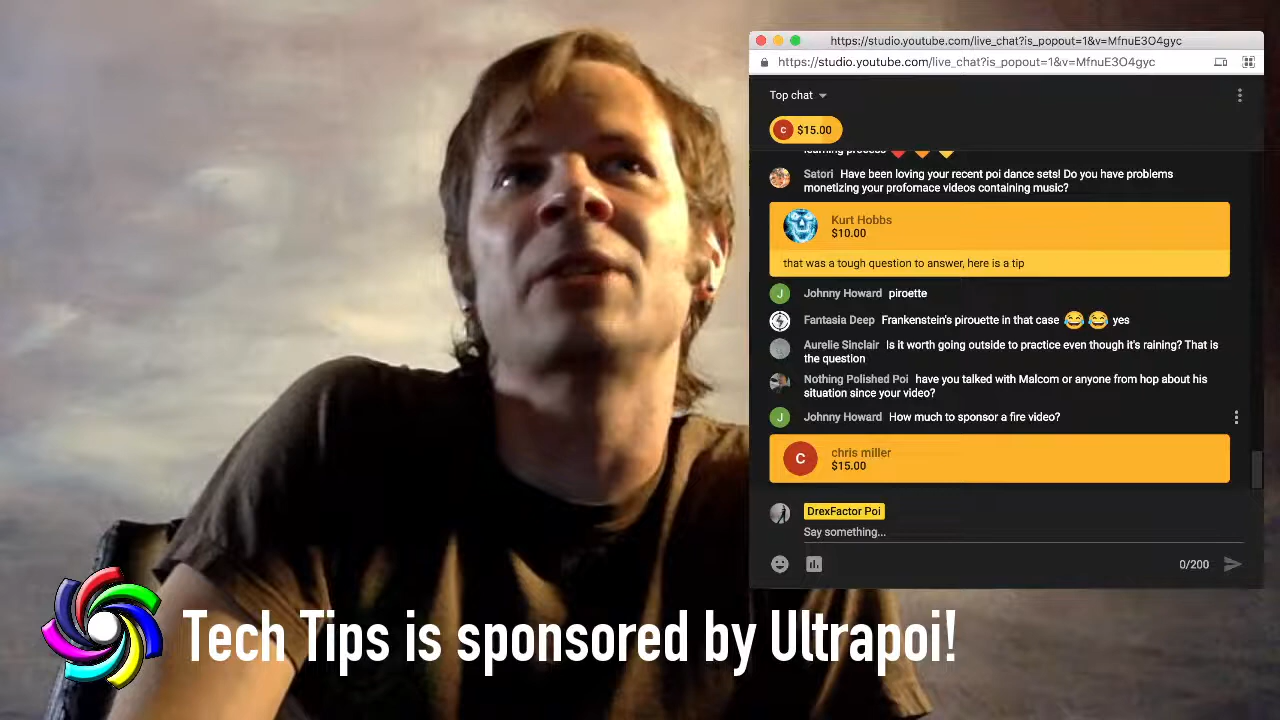 https://studio.youtube.com/live_chat?is_popout=1&v=MfnuE3O4gyc
https://studio.youtube.com/live_chat?is_popout=1&v=MfnuE3O4gyc
Top chat
C $15.00
learning process
Satori Have been loving your recent poi dance sets! Do you have problems
monetizing your profomace videos containing music?
Kurt Hobbs
$10.00
that was a tough question to answer, here is a tip
J Johnny Howard piroette
Fantasia Deep Frankenstein's pirouette in that case 😂 😂 yes
Aurelie Sinclair Is it worth going outside to practice even though it's raining? That is
the question
Nothing Polished Poi have you talked with Malcom or anyone from hop about his
situation since your video?
J Johnny Howard How much to sponsor a fire video?
C chris miller
$15.00
DrexFactor Poi
Say something...
0/200
Tech Tips is sponsored by Ultrapoi!